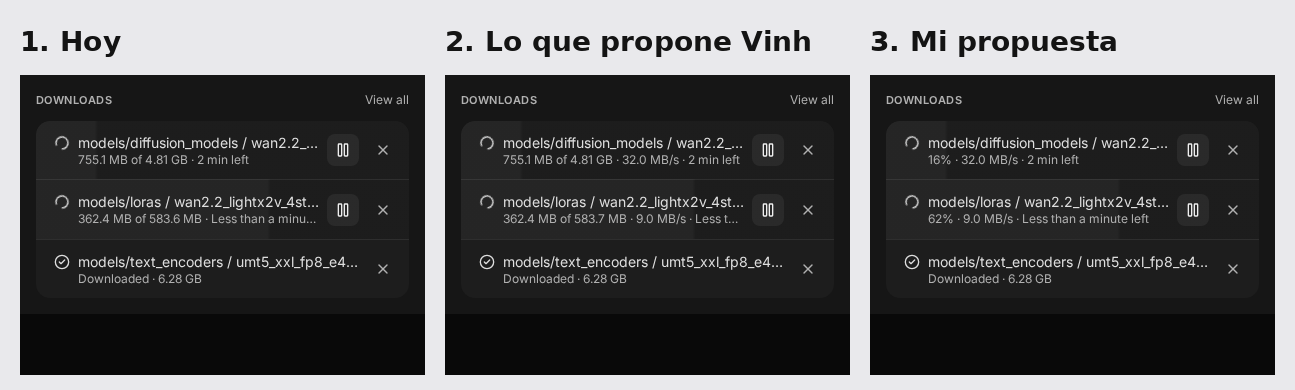 1. Hoy
DOWNLOADS
View all
models/diffusion_models / wan2.2_...
755.1 MB of 4.81 GB · 2 min left
models/loras / wan2.2_lightx2v_4st...
362.4 MB of 583.6 MB · Less than a minu...
models/text_encoders / umt5_xxl_fp8_e4...
Downloaded · 6.28 GB
2. Lo que propone Vinh
DOWNLOADS
View all
models/diffusion_models / wan2.2_...
755.1 MB of 4.81 GB · 32.0 MB/s · 2 min left
models/loras / wan2.2_lightx2v_4st...
362.4 MB of 583.7 MB · 9.0 MB/s · Less t...
models/text_encoders / umt5_xxl_fp8_e4...
Downloaded · 6.28 GB
3. Mi propuesta
DOWNLOADS
View all
models/diffusion_models / wan2.2_...
16% · 32.0 MB/s · 2 min left
models/loras / wan2.2_lightx2v_4st...
62% · 9.0 MB/s · Less than a minute left
models/text_encoders / umt5_xxl_fp8_e4...
Downloaded · 6.28 GB